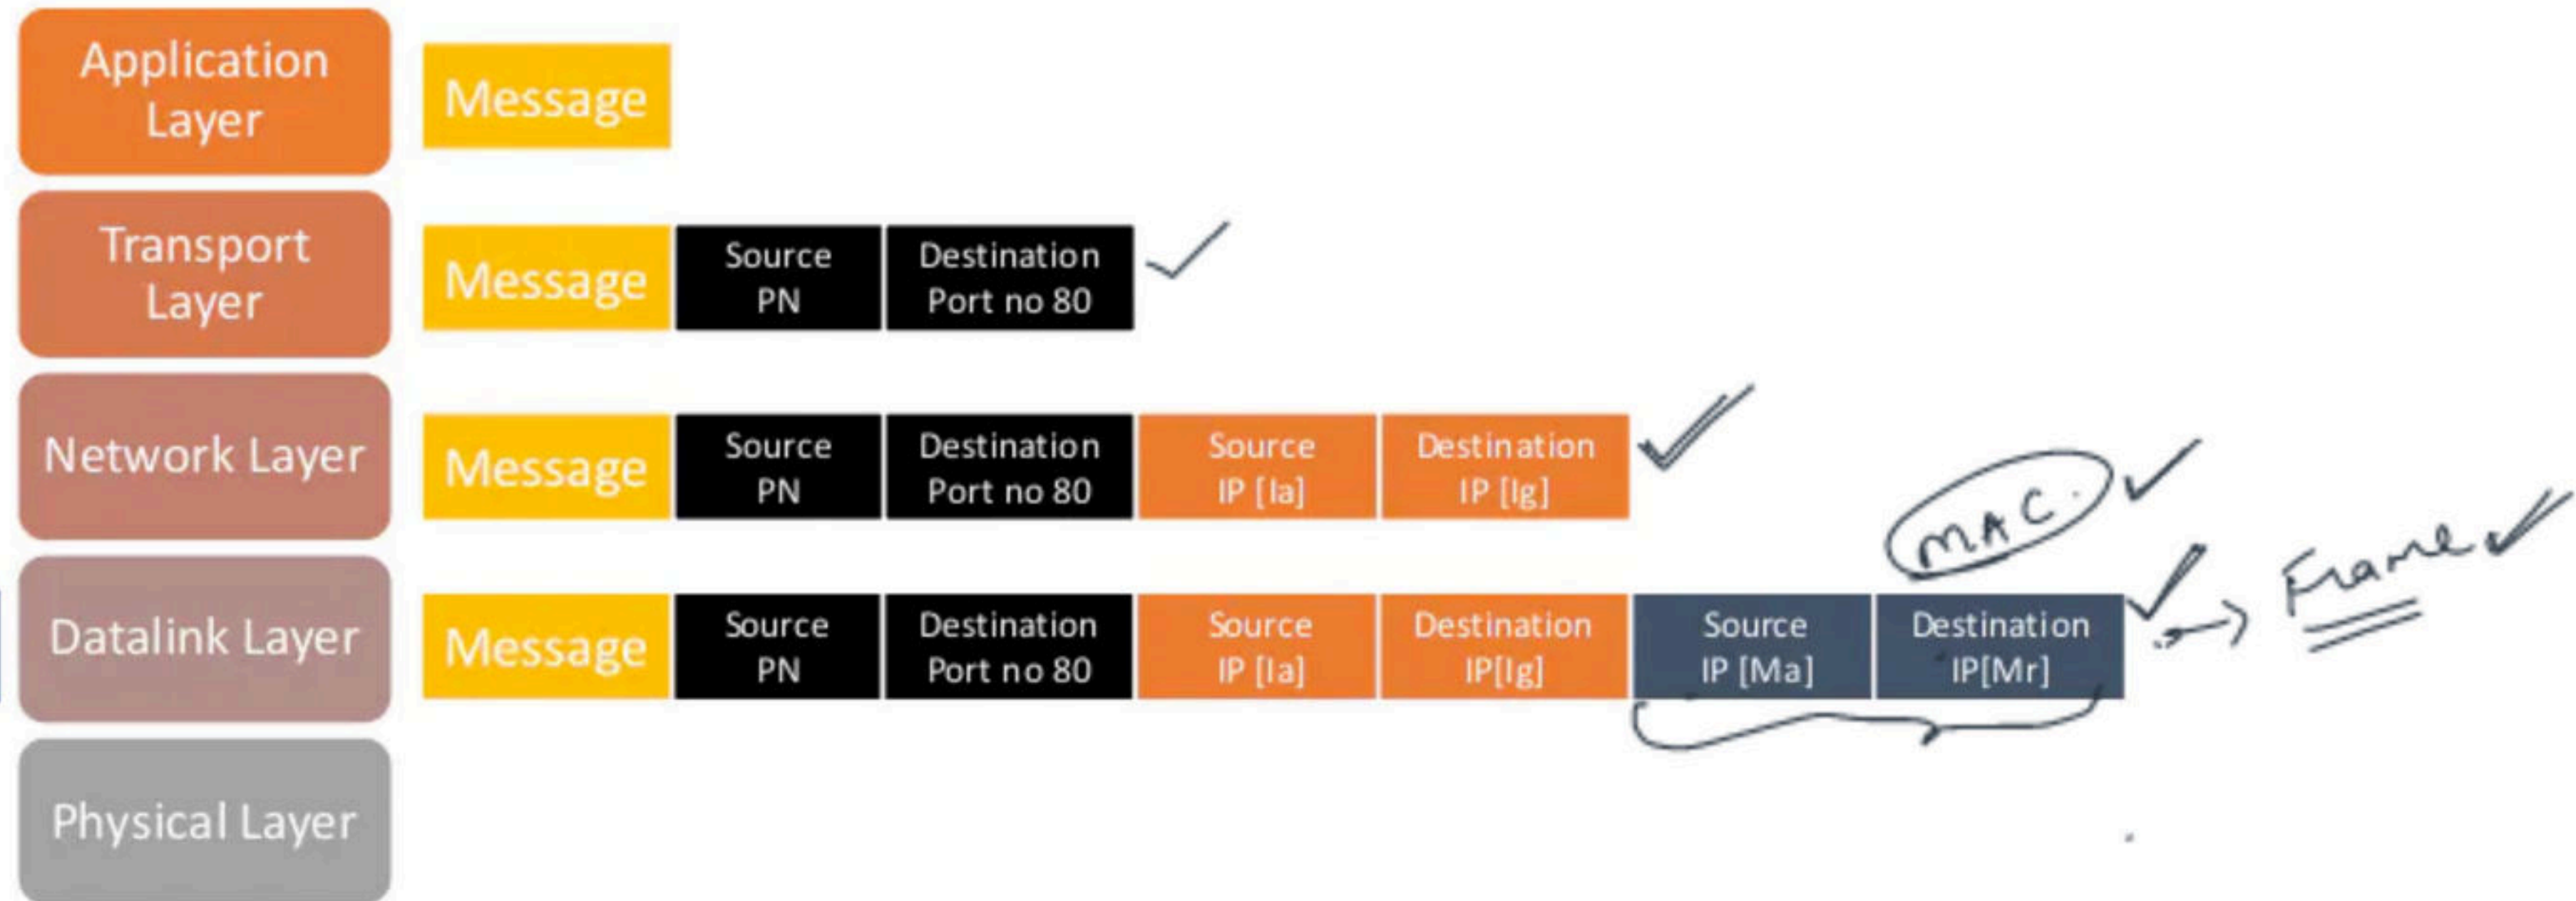 Application
Layer
Message
Transport
Layer
Message
Source
PN
Destination
Port no 80
Network Layer
Message
Source
PN
Destination
Port no 80
Source
IP [Ia]
Destination
IP [Ig]
MAC.
Datalink Layer
Message
Source
PN
Destination
Port no 80
Source
IP [Ia]
Destination
IP[Ig]
Source
IP [Ma]
Destination
IP[Mr]
Frame
Physical Layer